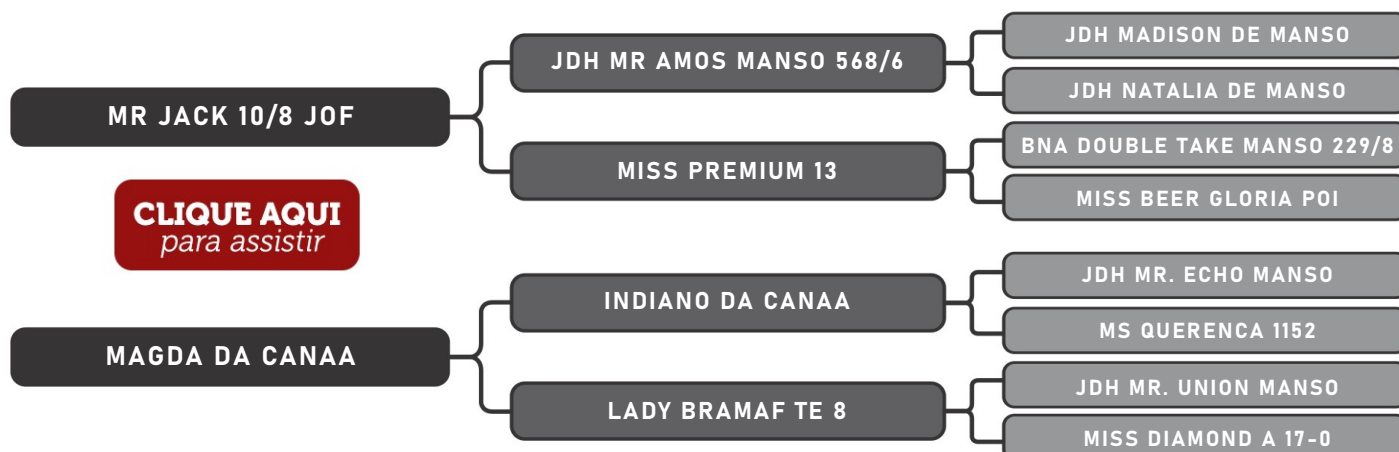 JDH MADISON DE MANSO
JDH MR AMOS MANSO 568/6
JDH NATALIA DE MANSO
MR JACK 10/8 JOF
BNA DOUBLE TAKE MANSO 229/8
MISS PREMIUM 13
MISS BEER GLORIA POI
CLIQUE AQUI
para assistir
JDH MR. ECHO MANSO
INDIANO DA CANAA
MS QUERENCA 1152
MAGDA DA CANAA
JDH MR. UNION MANSO
LADY BRAMAF TE 8
MISS DIAMOND A 17-0